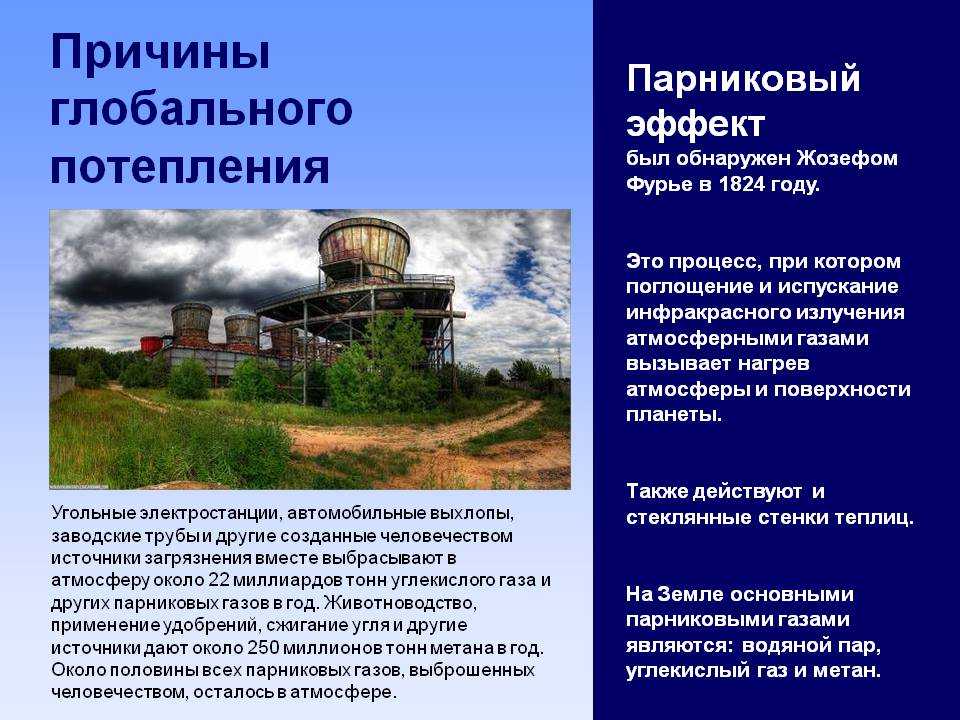 Причины
глобального
потепления
Угольные электростанции, автомобильные выхлопы,
заводские трубы и другие созданные человечеством
источники загрязнения вместе выбрасывают в
атмосферу около 22 миллиардов тонн углекислого газа и
других парниковых газов в год. Животноводство,
применение удобрений, сжигание угля и другие
источники дают около 250 миллионов тонн метана в год.
Около половины всех парниковых газов, выброшенных
человечеством, осталось в атмосфере.
Парниковый
эффект
был обнаружен Жозефом
Фурье в 1824 году.
Это процесс, при котором
поглощение и испускание
инфракрасного излучения
атмосферными газами
вызывает нагрев
атмосферы и поверхности
планеты.
Также действуют и
стеклянные стенки теплиц.
На Земле основными
парниковыми газами
являются: водяной пар,
углекислый газ и метан.